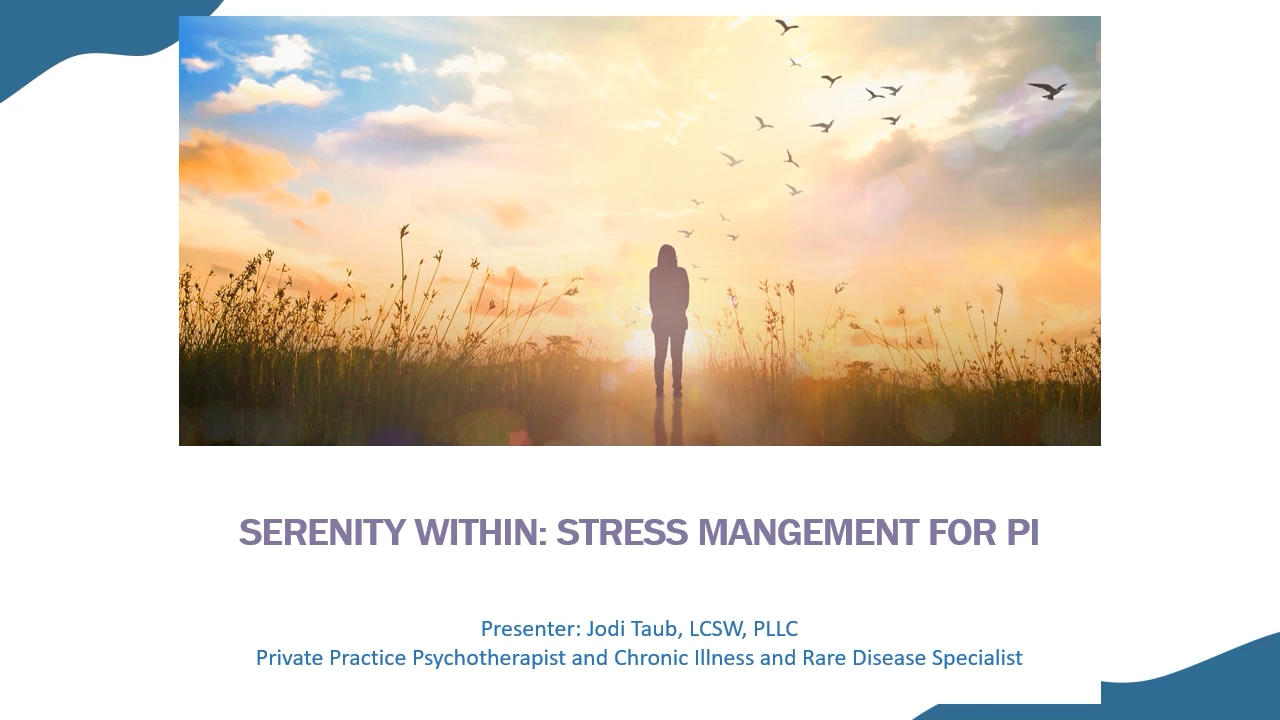 SERENITY WITHIN: STRESS MANGEMENT FOR PI
Presenter: Jodi Taub, LCSW, PLLC
Private Practice Psychotherapist and Chronic Illness and Rare Disease Specialist